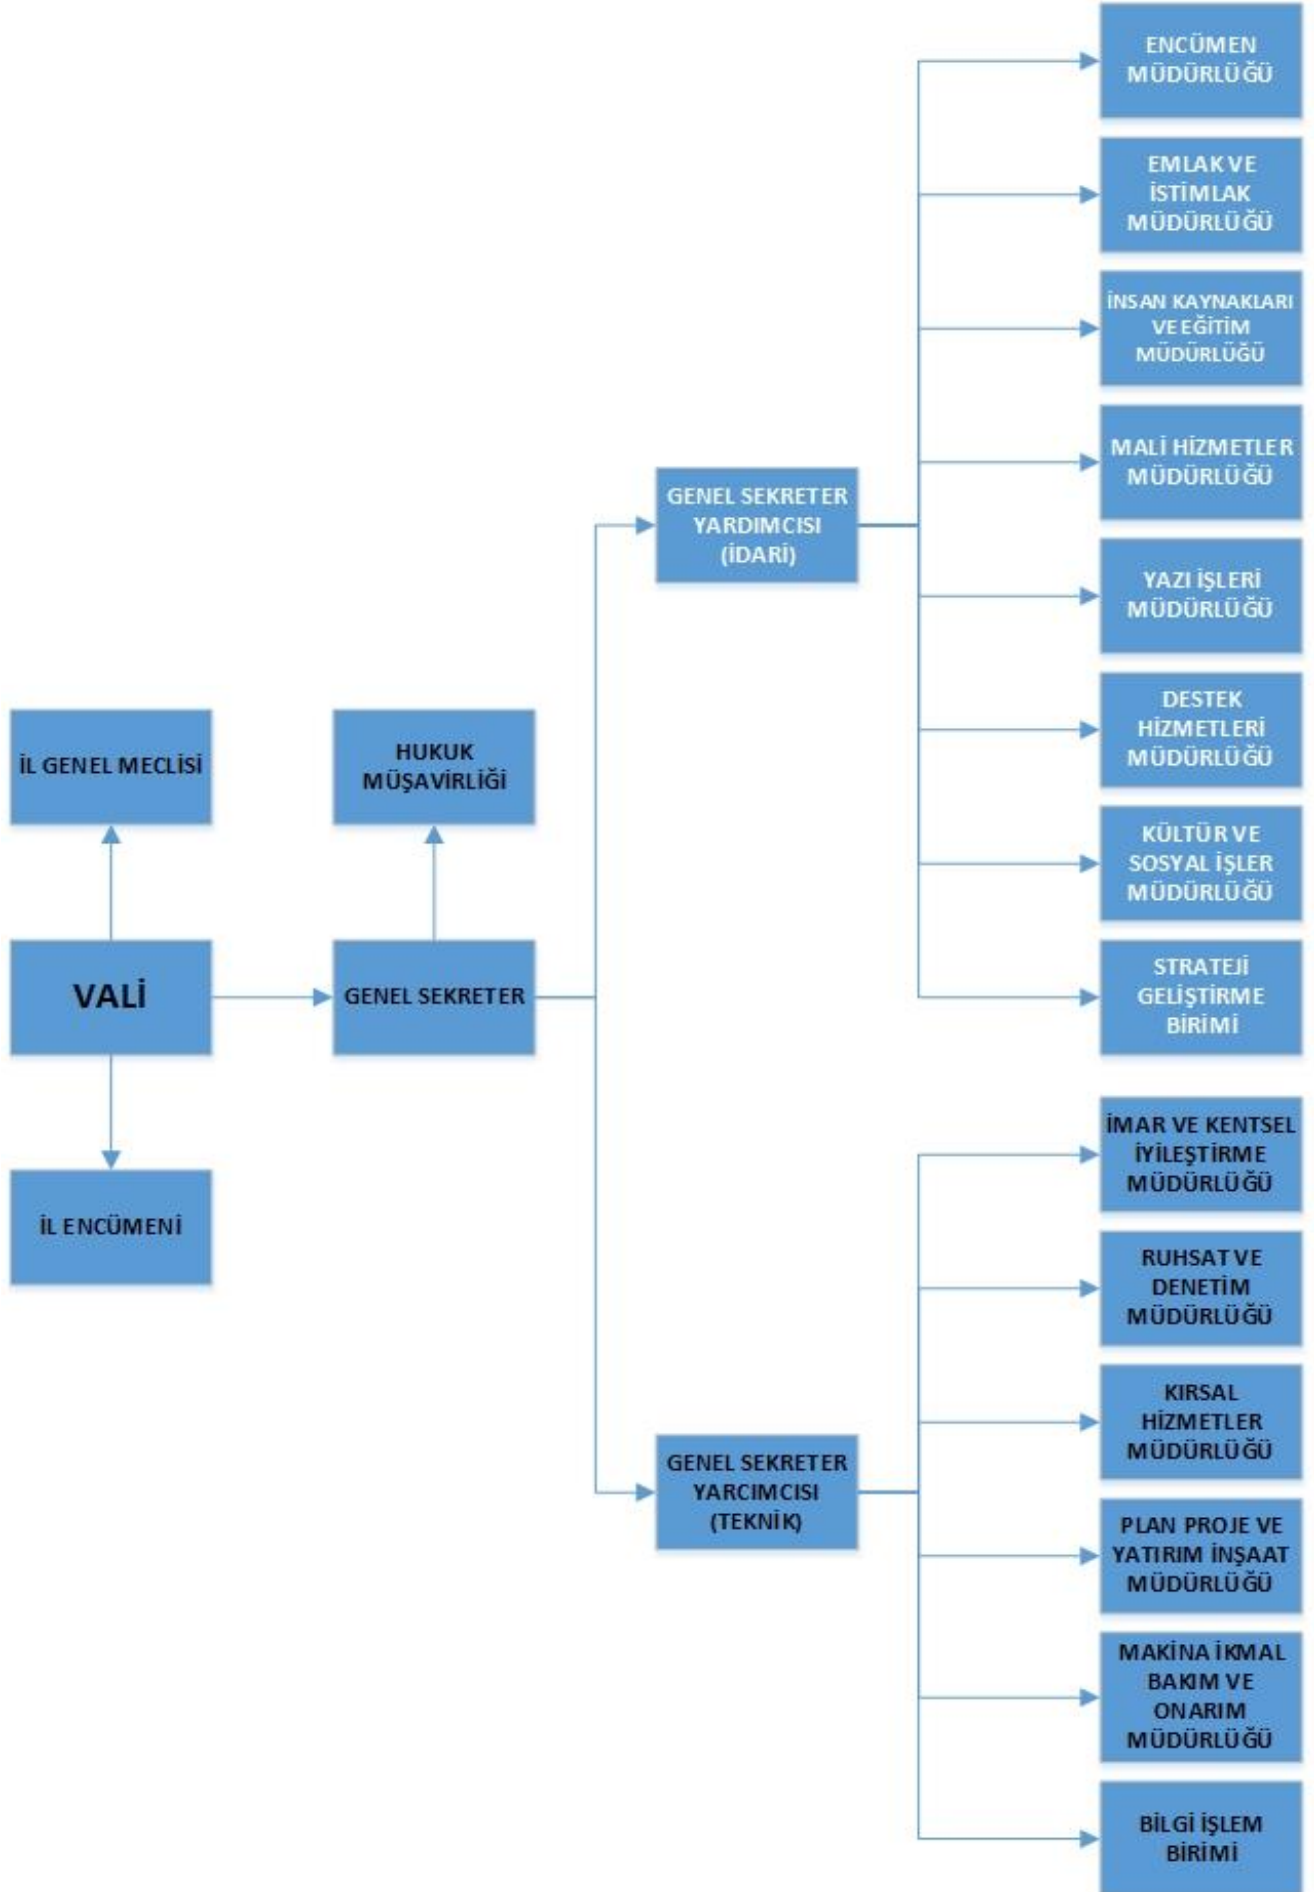 ENCÜMEN
MÜDÜRLÜĞÜ
EMLAK VE
İSTİMLAK
MÜDÜRLÜĞÜ
İNSAN KAYNAKLARI
VE EĞİTİM
MÜDÜRLÜĞÜ
MALİ HİZMETLER
MÜDÜRLÜĞÜ
GENEL SEKRETER
YARDIMCISI
(İDARİ)
YAZI İŞLERİ
MÜDÜRLÜĞÜ
DESTEK
HİZMETLERİ
MÜDÜRLÜĞÜ
İL GENEL MECLİSİ
HUKUK
MÜŞAVİRLİĞİ
KÜLTÜR VE
SOSYAL İŞLER
MÜDÜRLÜĞÜ
VALİ
GENEL SEKRETER
STRATEJİ
GELİŞTİRME
BİRİMİ
İL ENCÜMENİ
İMAR VE KENTSEL
İYİLEŞTİRME
MÜDÜRLÜĞÜ
RUHSAT VE
DENETİM
MÜDÜRLÜĞÜ
KIRSAL
HİZMETLER
MÜDÜRLÜĞÜ
GENEL SEKRETER
YARCIMCISI
(TEKNİK)
PLAN PROJE VE
YATIRIM İNŞAAT
MÜDÜRLÜĞÜ
MAKİNA İKMAL
BAKIM VE
ONARIM
MÜDÜRLÜĞÜ
BİLGİ İŞLEM
BİRİMİ